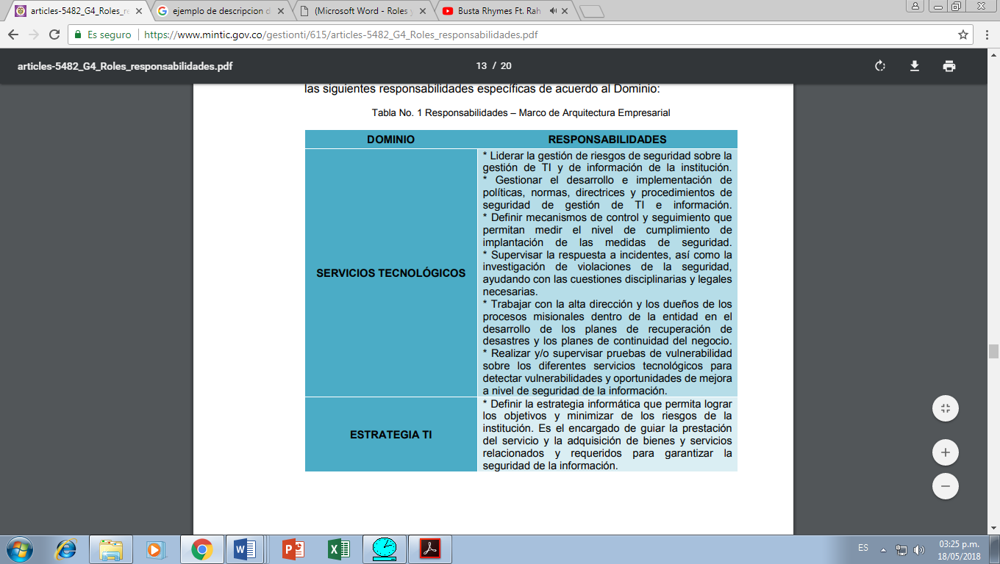 articles-5482_G4_Roles_re
ejemplo de descripcion d
(Microsoft Word - Roles y
Busta Rhymes Ft. Rah
Es seguro
https://www.mintic.gov.co/gestionti/615/articles-5482_G4_Roles_responsabilidades.pdf
articles-5482_G4_Roles_responsabilidades.pdf
13 / 20
las siguientes responsabilidades específicas de acuerdo al Dominio:
Tabla No. 1 Responsabilidades – Marco de Arquitectura Empresarial
DOMINIO
RESPONSABILIDADES
SERVICIOS TECNOLÓGICOS
* Liderar la gestión de riesgos de seguridad sobre la
gestión de TI y de información de la institución.
* Gestionar el desarrollo e implementación de
políticas, normas, directrices y procedimientos de
seguridad de gestión de TI e información.
* Definir mecanismos de control y seguimiento que
permitan medir el nivel de cumplimiento de
implantación de las medidas de seguridad.
* Supervisar la respuesta a incidentes, así como la
investigación de violaciones de la seguridad,
ayudando con las cuestiones disciplinarias y legales
necesarias.
* Trabajar con la alta dirección y los dueños de los
procesos misionales dentro de la entidad en el
desarrollo de los planes de recuperación de
desastres y los planes de continuidad del negocio.
* Realizar y/o supervisar pruebas de vulnerabilidad
sobre los diferentes servicios tecnológicos para
detectar vulnerabilidades y oportunidades de mejora
a nivel de seguridad de la información.
ESTRATEGIA TI
* Definir la estrategia informática que permita lograr
los objetivos y minimizar de los riesgos de la
institución. Es el encargado de guiar la prestación
del servicio y la adquisición de bienes y servicios
relacionados y requeridos para garantizar la
seguridad de la información.
ES
03:25 p.m.
18/05/2018